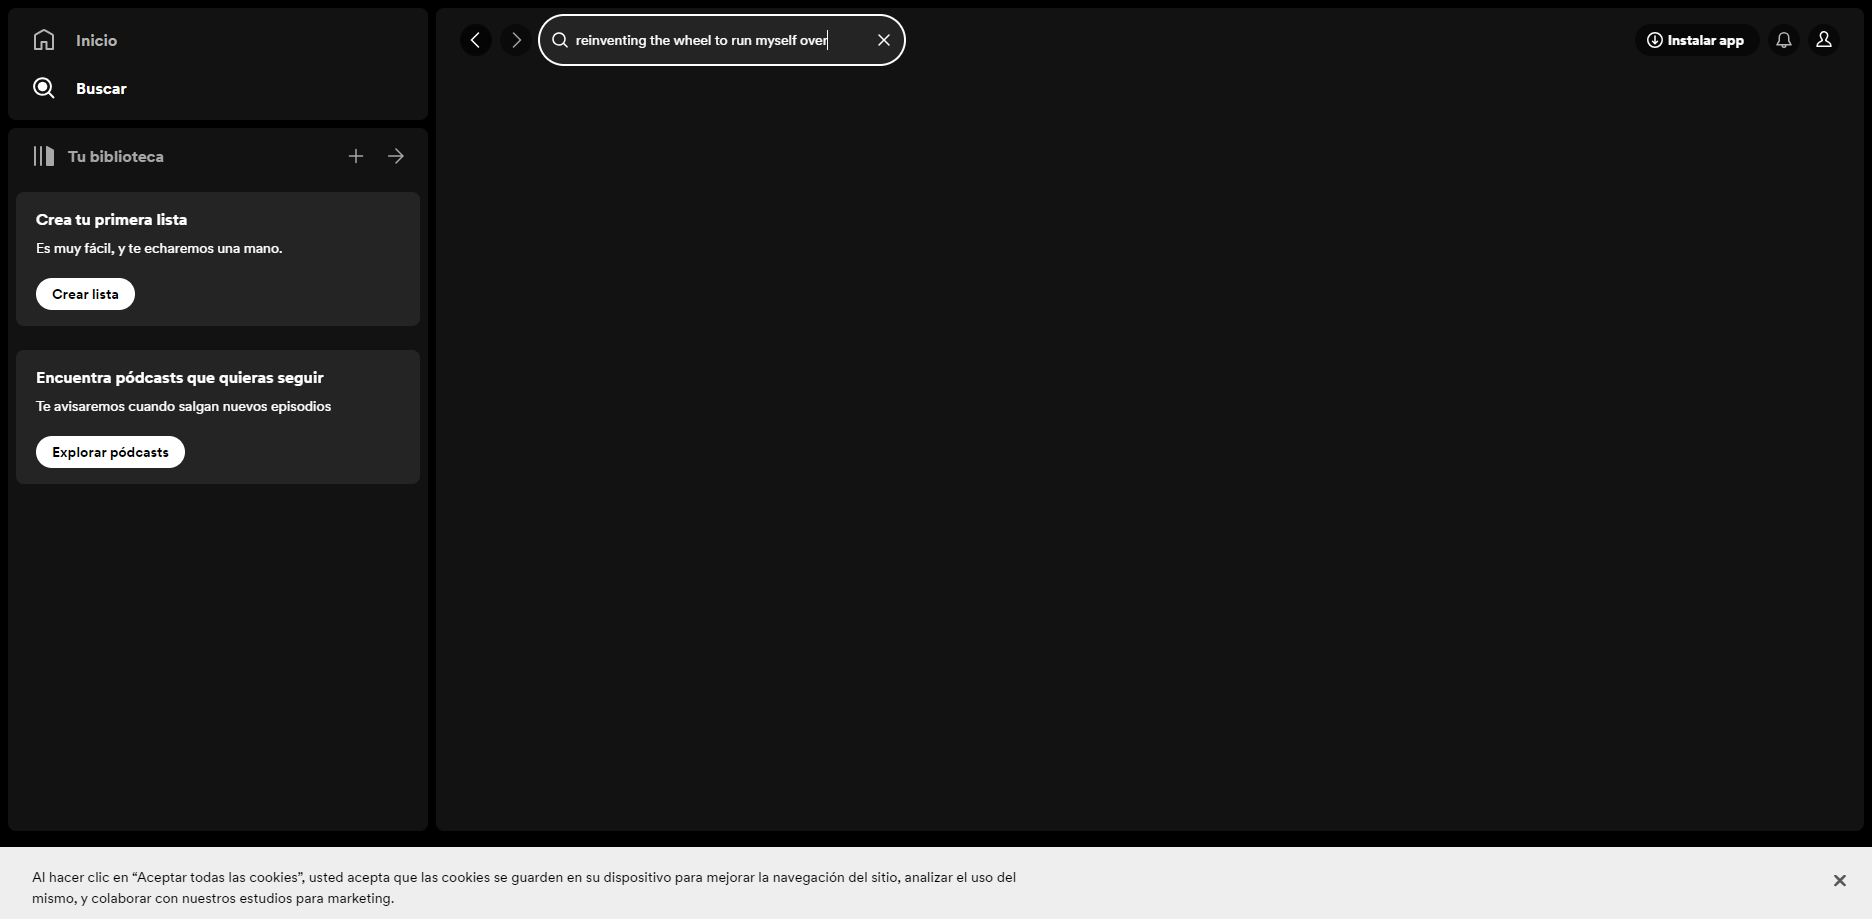 Inicio
Buscar
reinventing the wheel to run myself over
Instalar app
Tu biblioteca
Crea tu primera lista
Es muy fácil, y te echaremos una mano.
Crear lista
Encuentra pódcasts que quieras seguir
Te avisaremos cuando salgan nuevos episodios
Explorar pódcasts
Al hacer clic en “Aceptar todas las cookies”, usted acepta que las cookies se guarden en su dispositivo para mejorar la navegación del sitio, analizar el uso del
mismo, y colaborar con nuestros estudios para marketing.